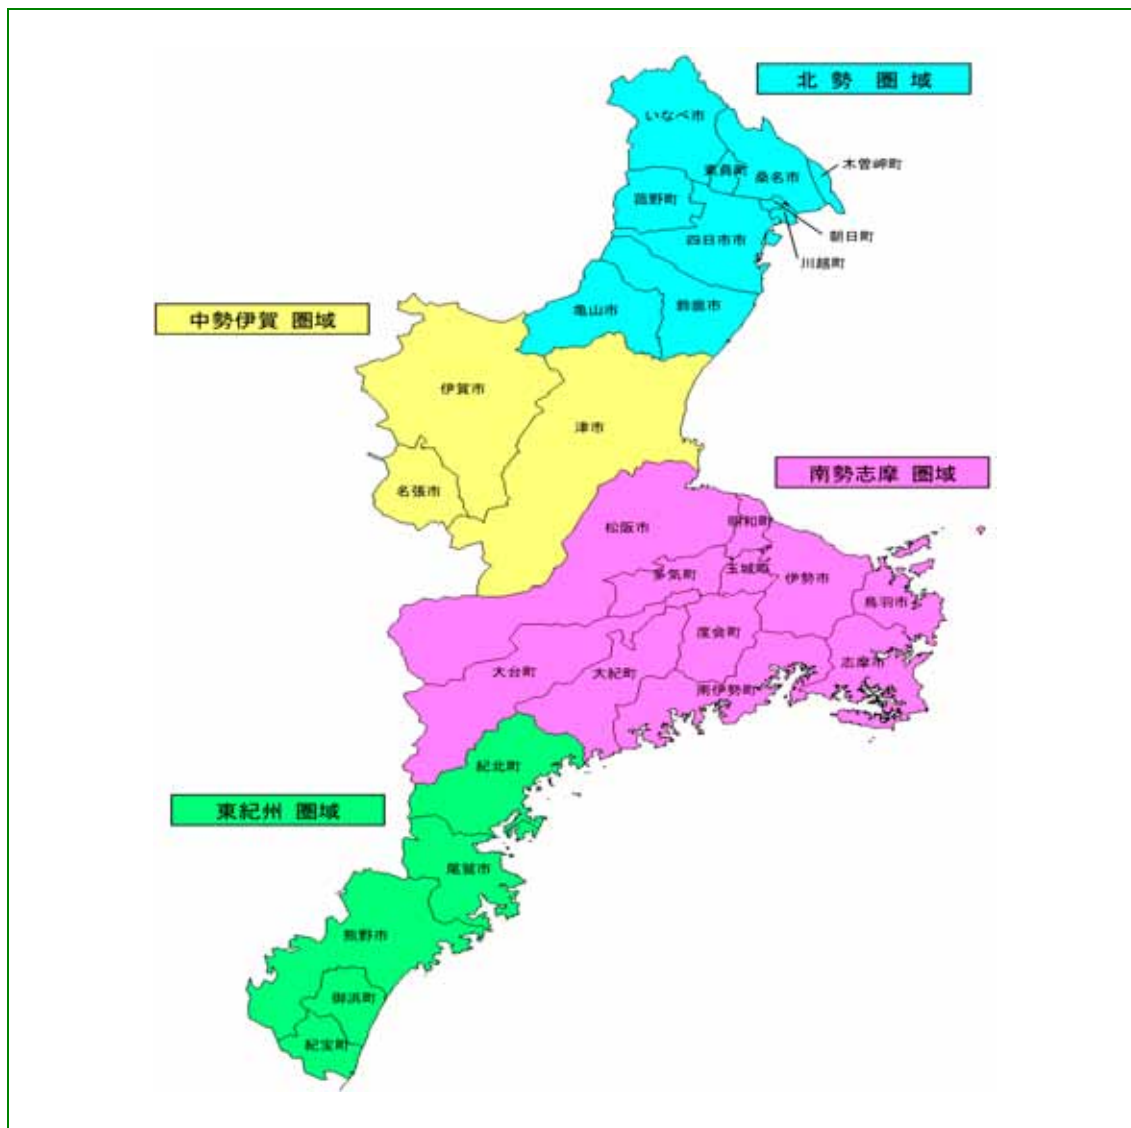 北勢 圏域
いなべ市
木曽岬町
東員町
桑名市
菰野町
朝日町
四日市市
川越町
亀山市
鈴鹿市
中勢伊賀 圏域
伊賀市
津市
名張市
南勢志摩 圏域
松阪市
明和町
多気町
玉城町
伊勢市
鳥羽市
度会町
志摩市
大台町
大紀町
南伊勢町
紀北町
東紀州 圏域
尾鷲市
熊野市
御浜町
紀宝町